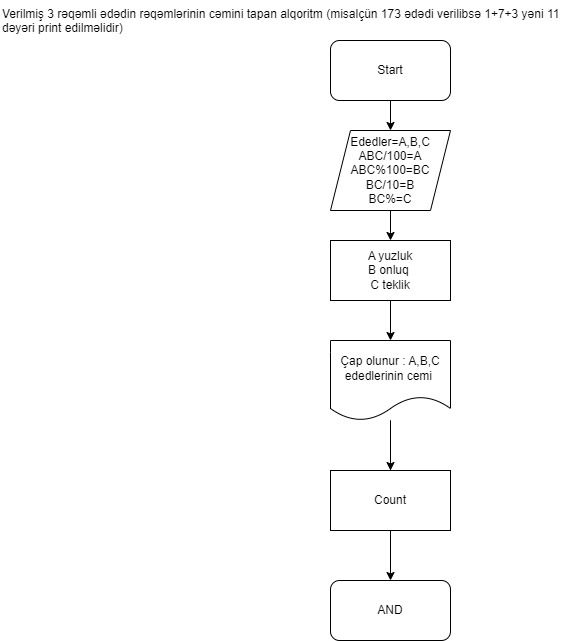 Verilmiş 3 rəqəmli ədədin rəqəmlərinin cəmini tapan alqoritm (misalçün 173 ədədi verilibsə 1+7+3 yəni 11
dəyəri print edilməlidir)
Start
Ededler=A,B,C
ABC/100=A
ABC%100=BC
BC/10=B
BC%=C
A yuzluk
B onluq
C teklik
Çap olunur : A,B,C
ededlerinin cemi
Count
AND